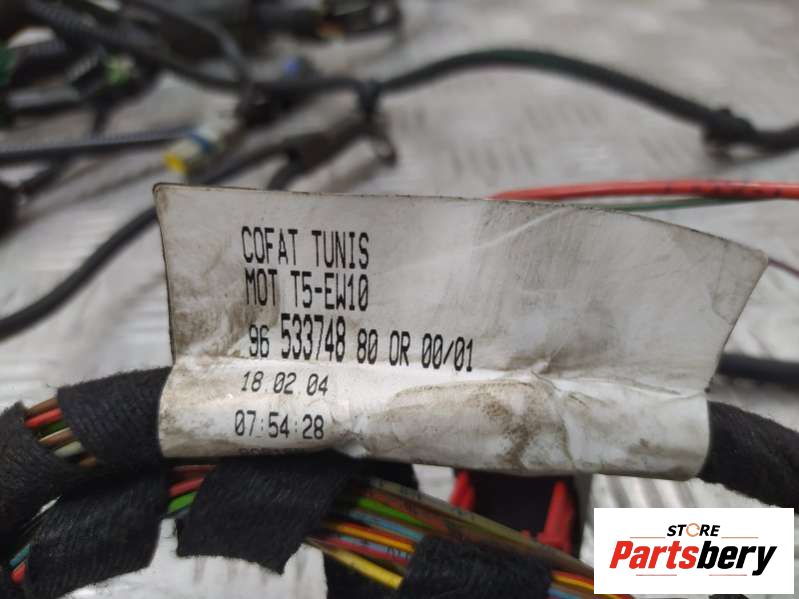 COFAT TUNIS
MOT T5-EW10
96 533748 80 OR 00/01
18.02.04
07:54:28
STORE
Partsbery